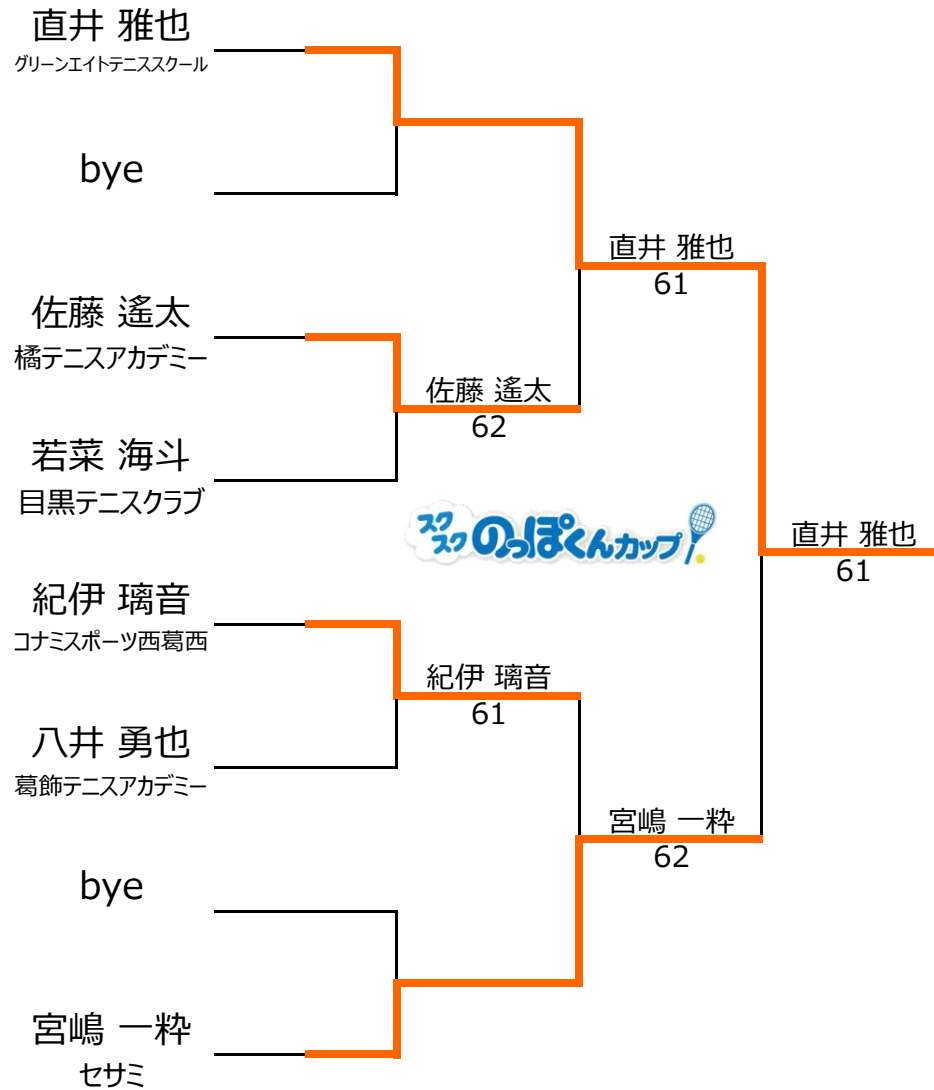 直井 雅也
グリーンエイトテニススクール
bye
直井 雅也
61
佐藤 遙太
橘テニスアカデミー
佐藤 遙太
62
若菜 海斗
目黒テニスクラブ
スクスク のっぽくんカップ
直井 雅也
61
紀伊 璃音
コナミスポーツ西葛西
紀伊 璃音
61
八井 勇也
葛飾テニスアカデミー
宮嶋 一粋
62
bye
宮嶋 一粋
セサミ